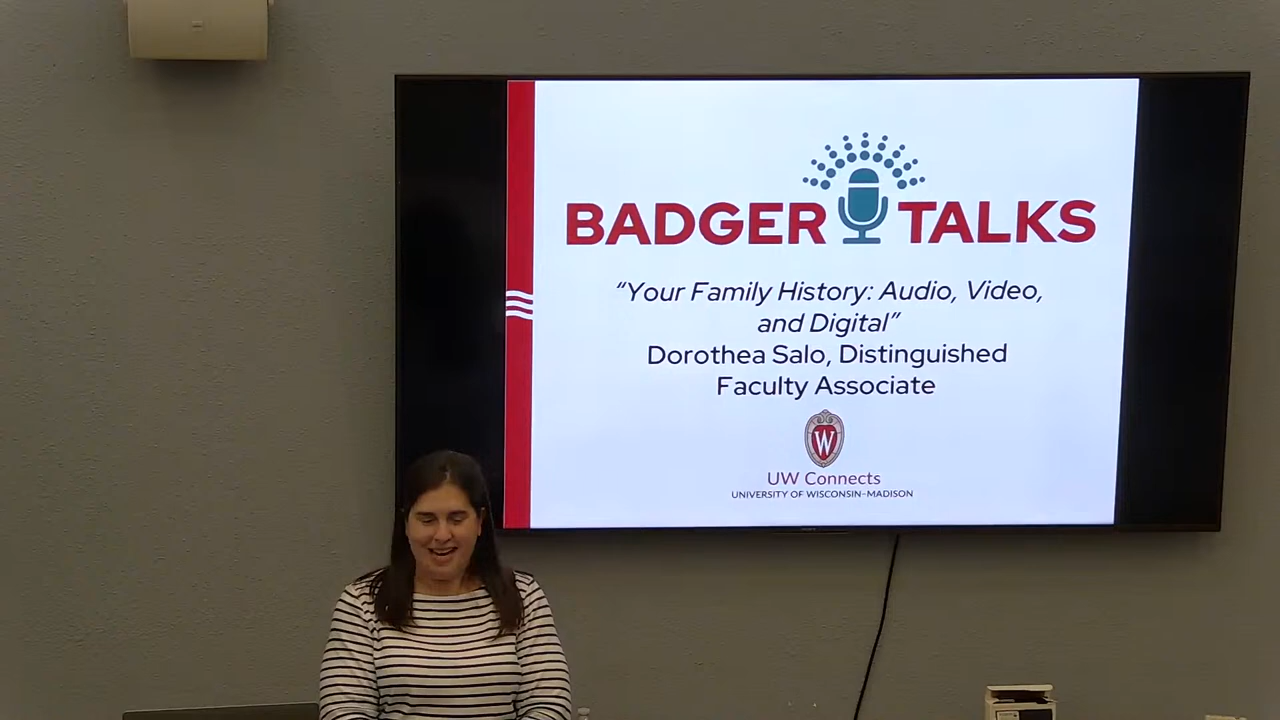 BADGER TALKS
“Your Family History: Audio, Video,
and Digital”
Dorothea Salo, Distinguished
Faculty Associate
W
UW Connects
UNIVERSITY OF WISCONSIN–MADISON